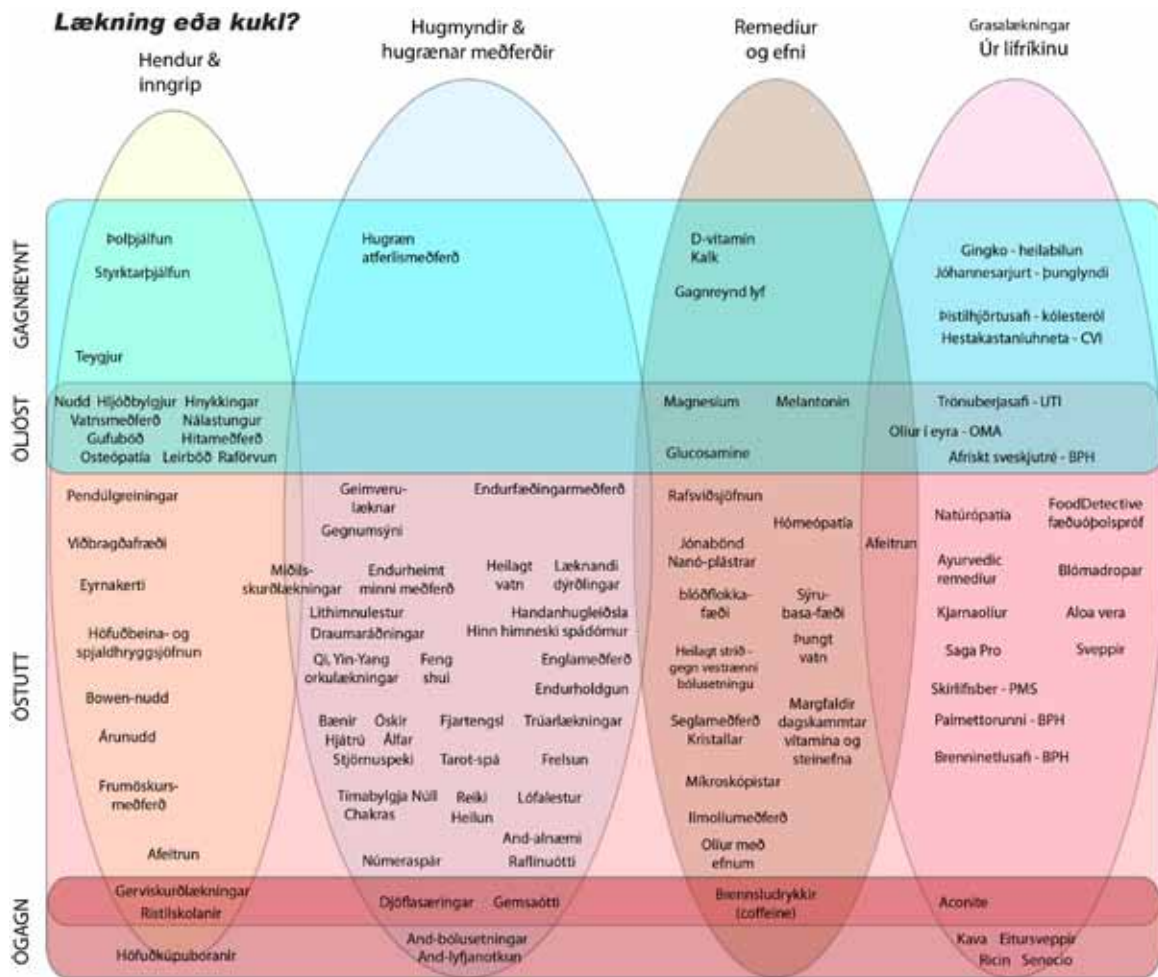 Lækning eða kukl?
Hendur &
inngrip
Hugmyndir &
hugrænar meðferðir
Remedíur
og efni
Grasalækningar
Úr lífríkinu
GAGNREYNT
Þolþjálfun
Styrktarþjálfun
Teygjur
Hugræn
atferlismeðferð
D-vítamín
Kalk
Gagnreynd lyf
Gingko - heilabilun
Jóhannesarjurt - þunglyndi
Þistilhjörtusafi - kólesteról
Hestakastaníuhneta - CVI
ÓLJÓST
Nudd Hljóðbylgjur Hnykkingar
Vatnsmeðferð Nálastungur
Gufuböð Hitameðferð
Osteópatía Leirböð Raförvun
Magnesium Melantonin
Glucosamine
Trönuberjasafi - UTI
Olíur í eyra - OMA
Afrískt sveskjutré - BPH
ÓSTUTT
Pendúlgreiningar
Viðbragðafræði
Eyrnakerti
Höfuðbeina- og
spjaldhryggsjöfnun
Bowen-nudd
Árunudd
Frumöskurs-
meðferð
Afeitrun
Geimveru-
læknar
Endurfæðingarmeðferð
Gegnumsýni
Miðils-
skurðlækningar
Endurheimt
minni meðferð
Heilagt
vatn
Læknandi
dýrðlingar
Lithimnulestur
Handanhugleiðsla
Draumaráðningar
Hinn himneski spádómur
Qi, Yin-Yang
orkulækningar
Feng
shui
Englameðferð
Endurholdgun
Bænir Óskir Fjartengsl Trúarlækningar
Hjátrú Álfar
Stjörnuspeki Tarot-spá Frelsun
Tímabylgja Núll
Chakras
Reiki
Heilun
Lófalestur
And-alnæmi
Númeraspár
Raflínuótti
Rafsviðsjöfnun
Hómeópatía
Jónabönd
Nanó-plástrar
blóðflokka-
fæði
Sýru-
basa-fæði
Heilagt stríð -
gegn vestrænni
bólusetningu
Þungt
vatn
Seglameðferð
Kristallar
Margfaldir
dagskammtar
vítamína og
steinefna
Míkroskópistar
Ilmolíumeðferð
Olíur með
efnum
Afeitrun
Natúrópatía
FoodDetective
fæðuóþolspróf
Ayurvedic
remedíur
Blómadropar
Kjarnaolíur
Aloa vera
Saga Pro
Sveppir
Skírlífisber - PMS
Palmettorunni - BPH
Brenninetlusafi - BPH
ÓGAGN
Gerviskurðlækningar
Ristilskolanir
Höfuðkúpuboranir
Djöflasæringar Gemsaótti
And-bólusetningar
And-lyfjanotkun
Brennsludrykkir
(coffeine)
Aconite
Kava Eitursveppir
Ricin Senecio